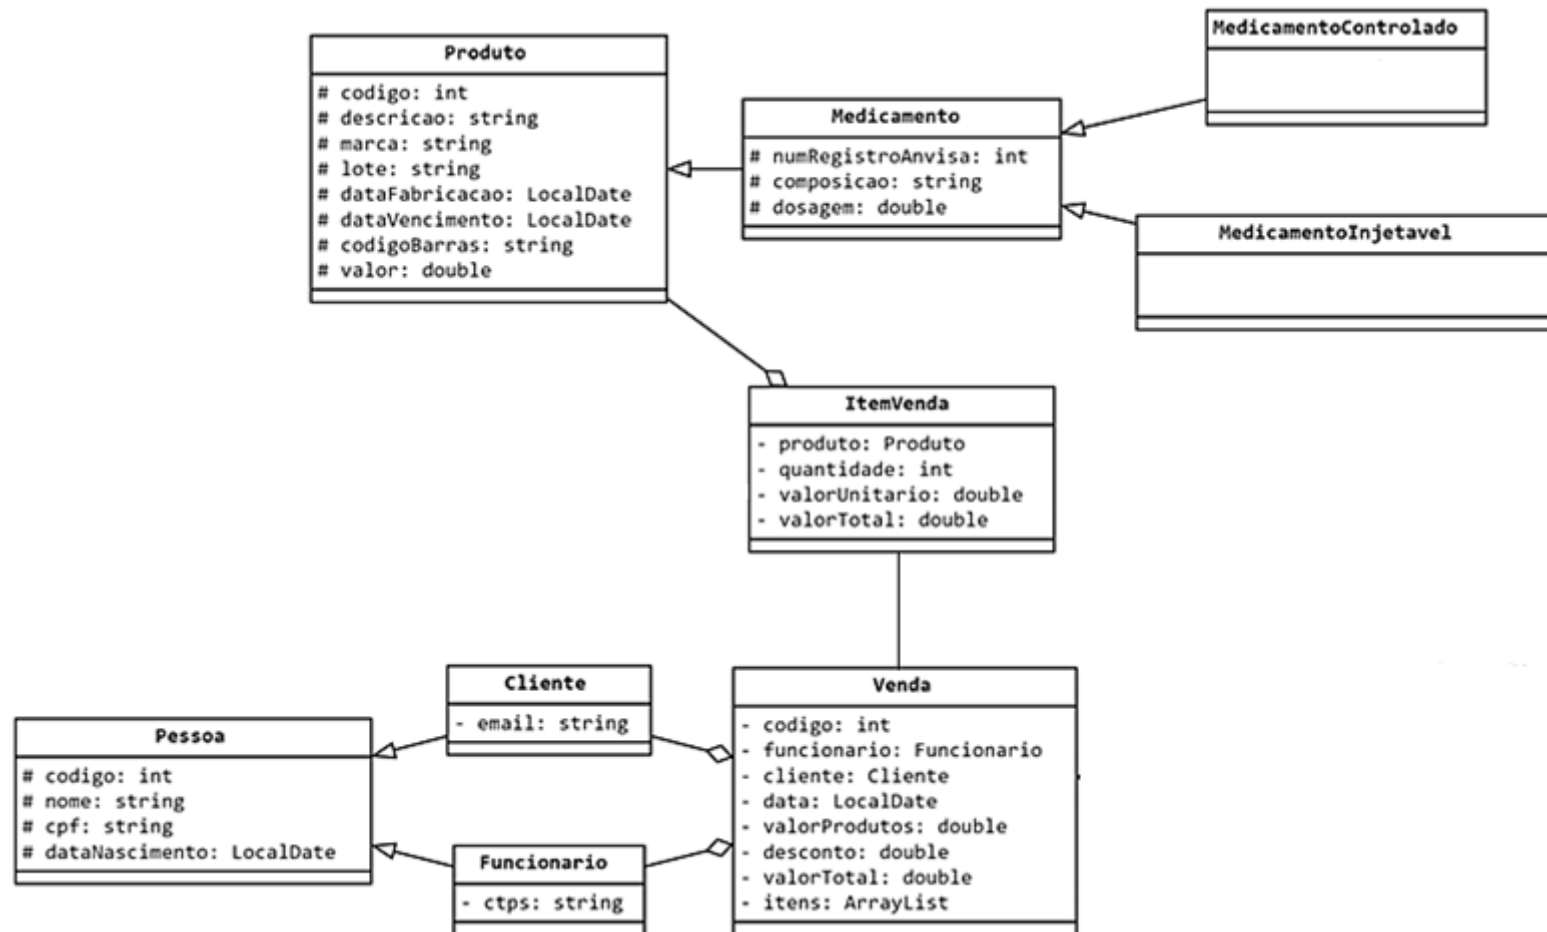 MedicamentoControlado
Produto
# codigo: int
# descricao: string
# marca: string
# lote: string
# dataFabricacao: LocalDate
# dataVencimento: LocalDate
# codigoBarras: string
# valor: double
Medicamento
# numRegistroAnvisa: int
# composicao: string
# dosagem: double
MedicamentoInjetavel
ItemVenda
- produto: Produto
- quantidade: int
- valorUnitario: double
- valorTotal: double
Cliente
- email: string
Pessoa
# codigo: int
# nome: string
# cpf: string
# dataNascimento: LocalDate
Funcionario
- ctps: string
Venda
- codigo: int
- funcionario: Funcionario
- cliente: Cliente
- data: LocalDate
- valorProdutos: double
- desconto: double
- valorTotal: double
- itens: ArrayList